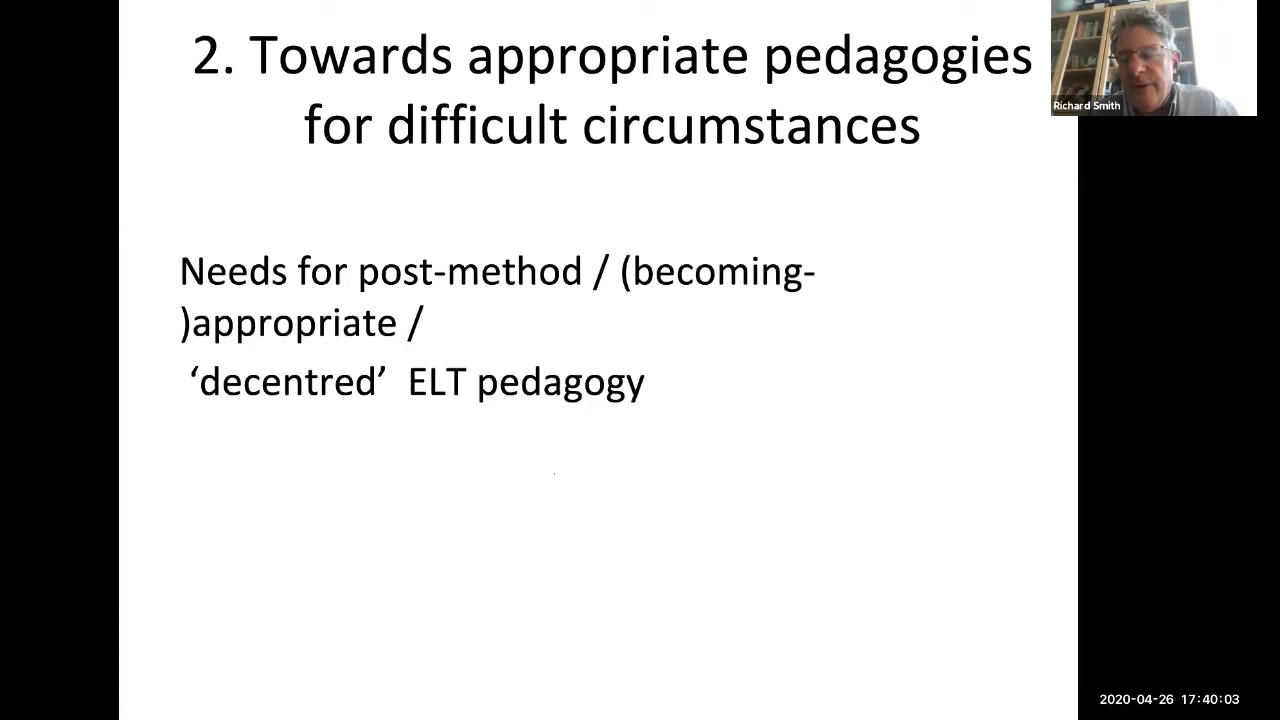 2. Towards appropriate pedagogies
for difficult circumstances
Richard Smith
Needs for post-method / (becoming-
)appropriate /
‘decentred’  ELT pedagogy
2020-04-26 17:40:03